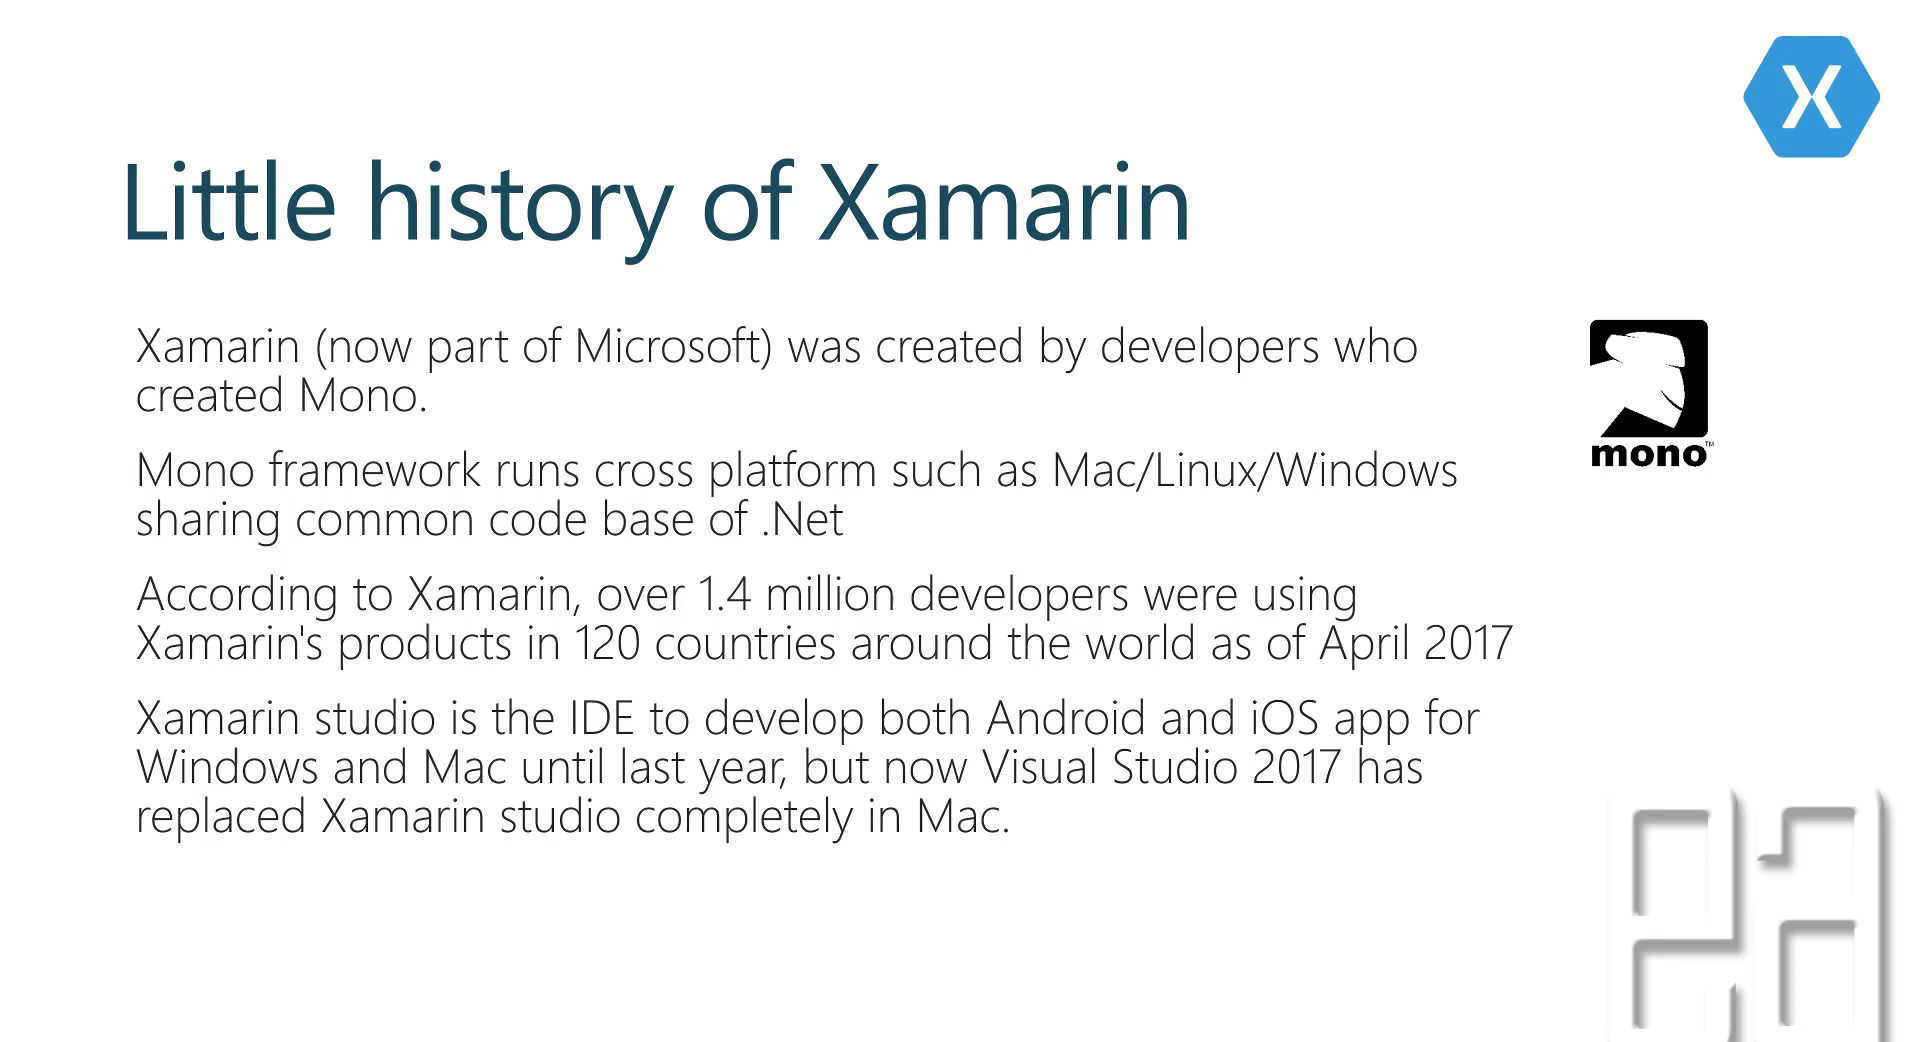 X
Little history of Xamarin
Xamarin (now part of Microsoft) was created by developers who
created Mono.
mono™
Mono framework runs cross platform such as Mac/Linux/Windows
sharing common code base of .Net
According to Xamarin, over 1.4 million developers were using
Xamarin's products in 120 countries around the world as of April 2017
Xamarin studio is the IDE to develop both Android and iOS app for
Windows and Mac until last year, but now Visual Studio 2017 has
replaced Xamarin studio completely in Mac.